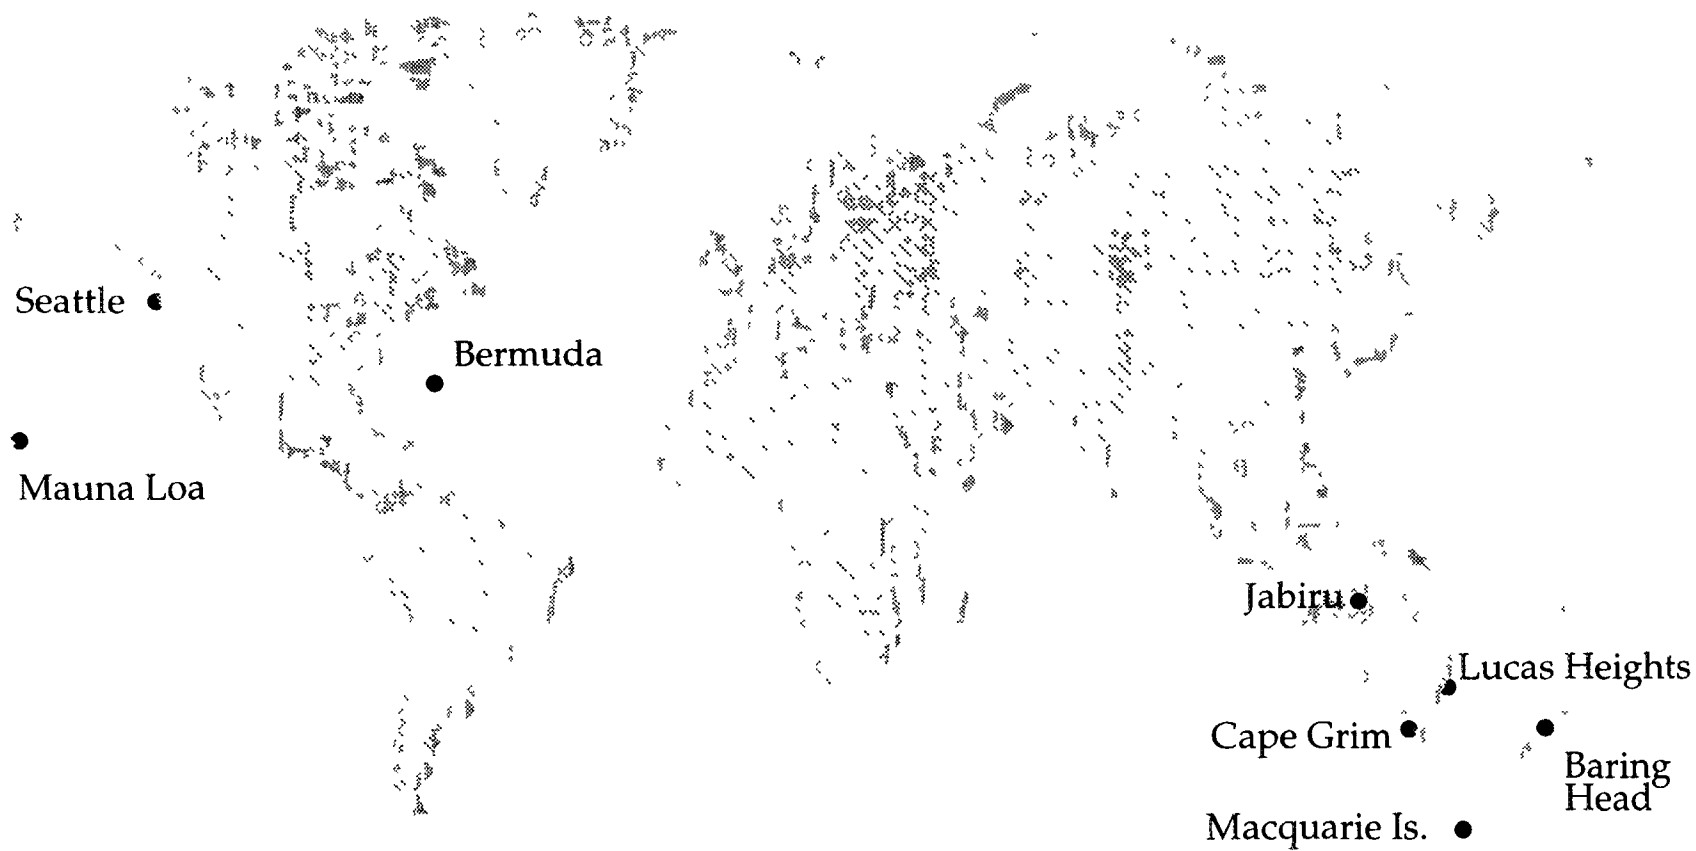 Seattle
Bermuda
Mauna Loa
Jabiru
Lucas Heights
Cape Grim
Baring
Head
Macquarie Is.